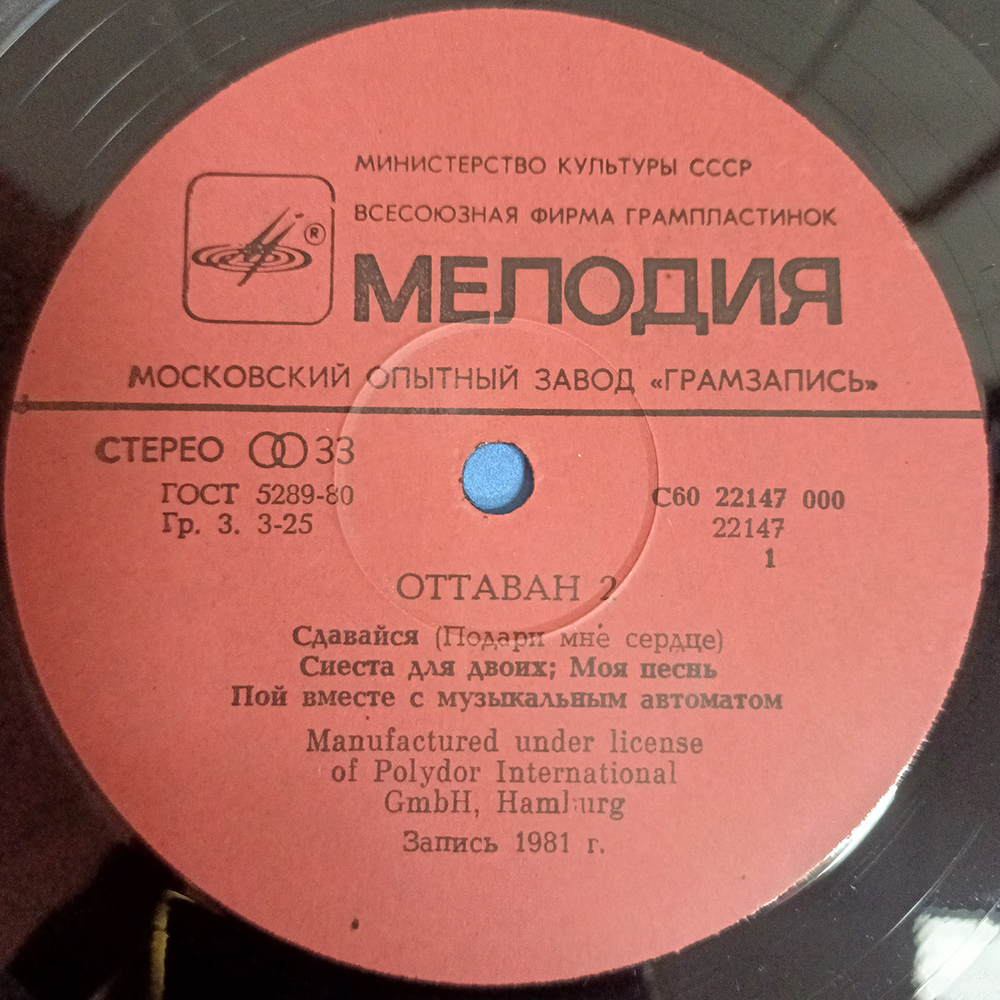 МИНИСТЕРСТВО КУЛЬТУРЫ СССР
ВСЕСОЮЗНАЯ ФИРМА ГРАМПЛАСТИНОК
®
МЕЛОДИЯ
МОСКОВСКИЙ ОПЫТНЫЙ ЗАВОД «ГРАМЗАПИСЬ»
СТЕРЕО 33
ГОСТ 5289-80
Гр. 3. 3-25
С60 22147 000
22147
1
ОТТАВАН 2
Сдавайся (Подари мне сердце)
Сиеста для двоих; Моя песнь
Пой вместе с музыкальным автоматом
Manufactured under license
of Polydor International
GmbH, Hamburg
Запись 1981 г.